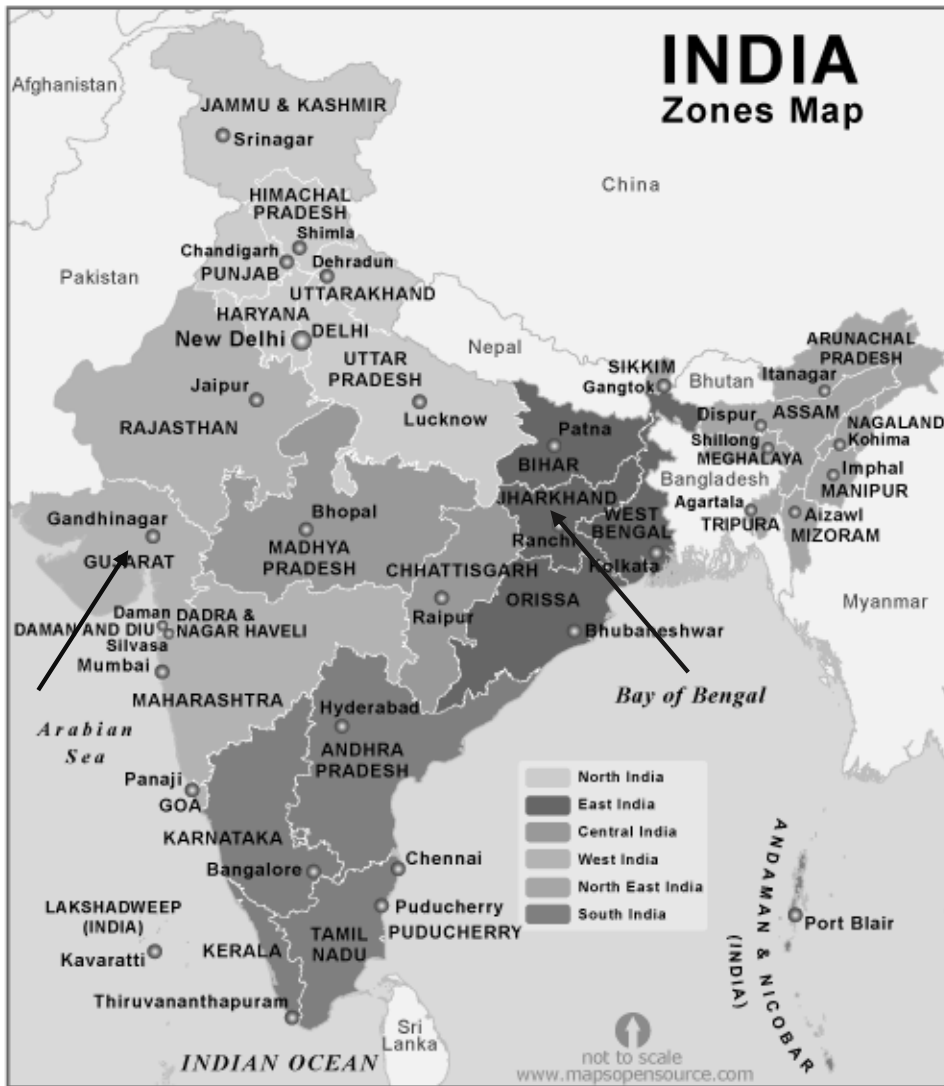 INDIA
Zones Map
Afghanistan
JAMMU & KASHMIR
Srinagar
China
HIMACHAL
PRADESH
Shimla
Chandigarh
PUNJAB
Dehradun
Pakistan
UTTARAKHAND
HARYANA
New Delhi
DELHI
Nepal
UTTAR
PRADESH
SIKKIM
Gangtok
Bhutan
ARUNACHAL
PRADESH
Itanagar
Jaipur
Lucknow
RAJASTHAN
Patna
BIHAR
Dispur
ASSAM
NAGALAND
Kohima
Shillong
MEGHALAYA
Imphal
MANIPUR
Bangladesh
Agartala
TRIPURA
Aizawl
MIZORAM
Gandhinagar
GUJARAT
Bhopal
MADHYA
PRADESH
JHARKHAND
Ranchi
WEST
BENGAL
Kolkata
CHHATTISGARH
Raipur
ORISSA
Bhubaneshwar
Myanmar
Daman
DAMAN AND DIU
Silvasa
DADRA &
NAGAR HAVELI
Mumbai
MAHARASHTRA
Bay of Bengal
Arabian
Sea
Hyderabad
ANDHRA
PRADESH
Panaji
GOA
KARNATAKA
Bangalore
Chennai
North India
East India
Central India
West India
North East India
South India
LAKSHADWEEP
(INDIA)
Kavaratti
KERALA
TAMIL
NADU
Puducherry
PUDUCHERRY
Thiruvananthapuram
ANDAMAN & NICOBAR
(INDIA)
Port Blair
Sri
Lanka
INDIAN OCEAN
not to scale
www.mapsopensource.com